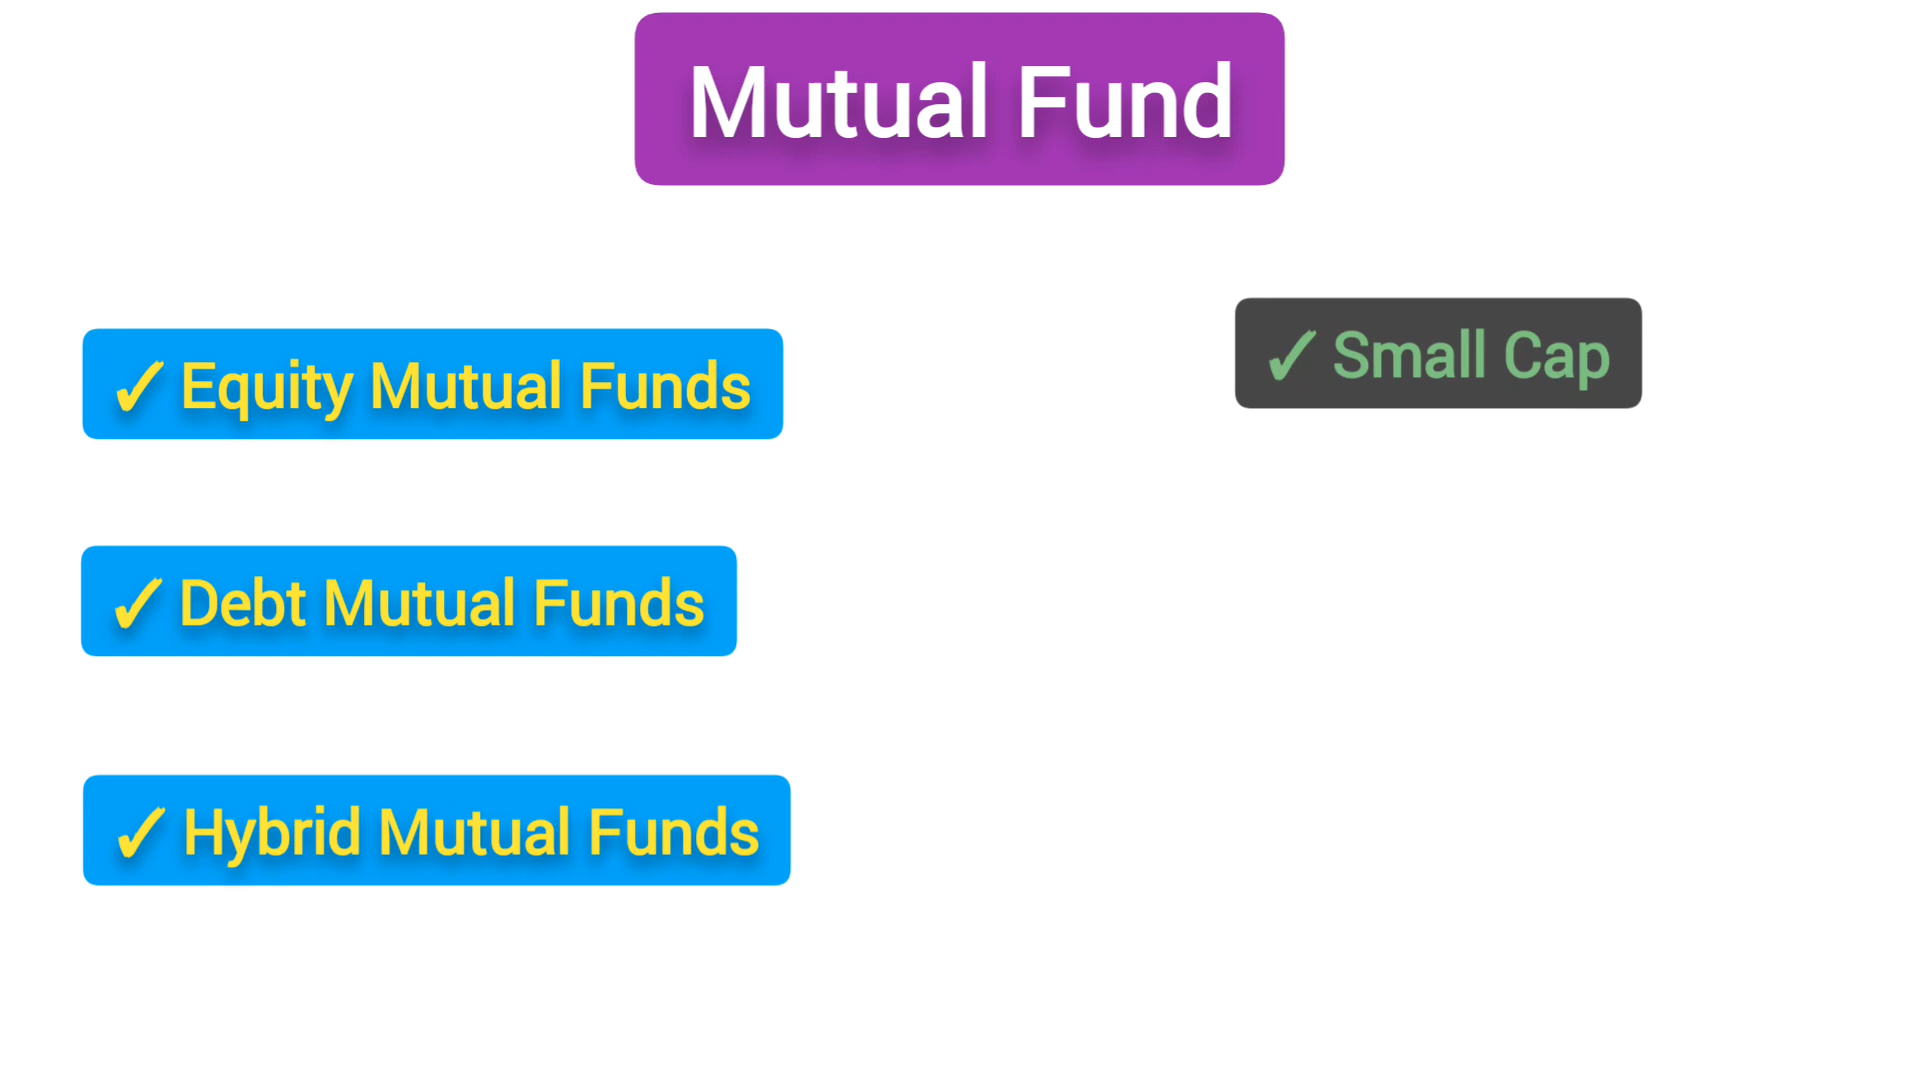 Mutual Fund
✓ Equity Mutual Funds
✓ Small Cap
✓ Debt Mutual Funds
✓ Hybrid Mutual Funds